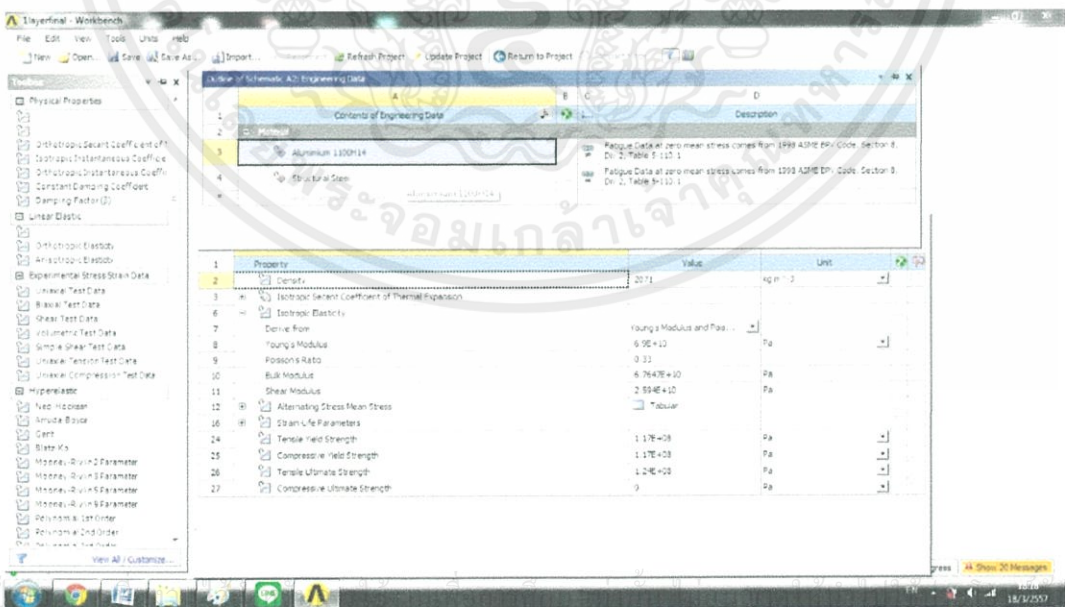 1layerfinal - Workbench
File Edit View Tools Units Help
New Open... Save Save As... Import... Refresh Project Update Project Return to Project
Toolbox
Physical Properties
Orthotropic Secant Coefficient of T
Isotropic Instantaneous Coefficie
Orthotropic Instantaneous Coeffi
Constant Damping Coefficient
Damping Factor (β)
Linear Elastic
Orthotropic Elasticity
Anisotropic Elasticity
Experimental Stress Strain Data
Uniaxial Test Data
Biaxial Test Data
Shear Test Data
Volumetric Test Data
Simple Shear Test Data
Uniaxial Tension Test Data
Uniaxial Compression Test Data
Hyperelastic
Neo-Hookean
Arruda-Boyce
Gent
Blatz-Ko
Mooney-Rivlin 2 Parameter
Mooney-Rivlin 3 Parameter
Mooney-Rivlin 5 Parameter
Mooney-Rivlin 9 Parameter
Polynomial 1st Order
Polynomial 2nd Order
View All / Customize...
Outline of Schematic A2: Engineering Data
A B C D
1 Contents of Engineering Data Description
2 Material
3 Aluminium 1100H14 Fatigue Data at zero mean stress comes from 1998 ASME BPV Code, Section 8,
Div 2, Table 5-110.1
4 Structural Steel Fatigue Data at zero mean stress comes from 1998 ASME BPV Code, Section 8,
Div 2, Table 5-110.1
*
Aluminium 1100H14
1 Property Value Unit
2 Density 2071 kg m^-3
3 Isotropic Secant Coefficient of Thermal Expansion
6 Isotropic Elasticity
7 Derive from Young's Modulus and Pois...
8 Young's Modulus 6.9E+10 Pa
9 Poisson's Ratio 0.33
10 Bulk Modulus 6.7647E+10 Pa
11 Shear Modulus 2.594E+10 Pa
12 Alternating Stress Mean Stress Tabular
16 Strain-Life Parameters
24 Tensile Yield Strength 1.17E+08 Pa
25 Compressive Yield Strength 1.17E+08 Pa
26 Tensile Ultimate Strength 1.24E+08 Pa
27 Compressive Ultimate Strength 0 Pa
gress Show 20 Messages
EN
18/3/2557